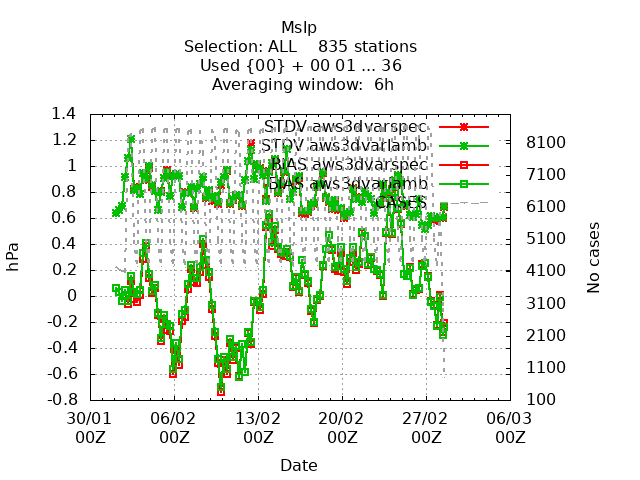 Mslp
Selection: ALL    835 stations
Used {00} + 00 01 ... 36
Averaging window:  6h
STDV aws3dvarspec
STDV aws3dvarlamb
BIAS aws3dvarspec
BIAS aws3dvarlamb
CASES
1.4
1.2
1
0.8
0.6
0.4
0.2
0
-0.2
-0.4
-0.6
-0.8
hPa
8100
7100
6100
5100
4100
3100
2100
1100
100
No cases
30/01 06/02 13/02 20/02 27/02 06/03
00Z 00Z 00Z 00Z 00Z 00Z
Date